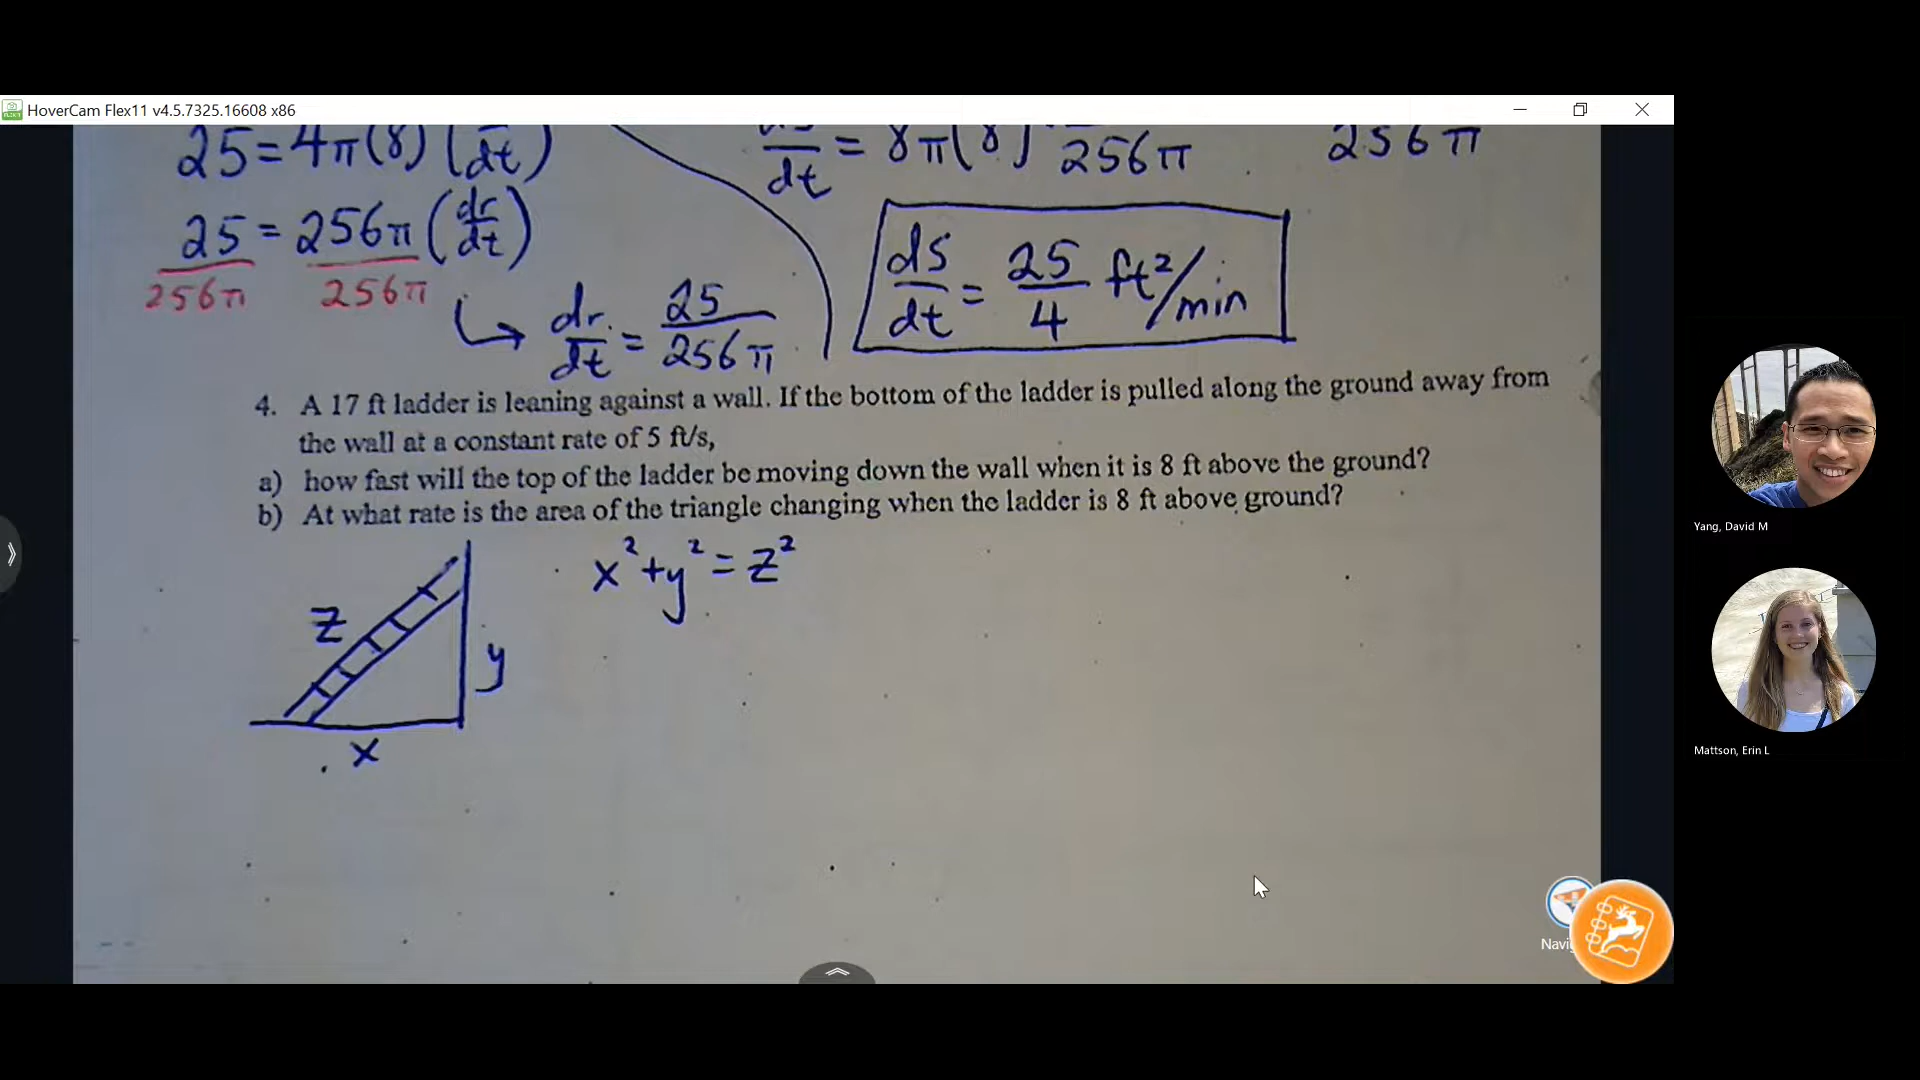 HoverCam Flex11 v4.5.7325.16608 x86
25 = 4π(8) ( /dt)
/dt = 8π(8) · /256π
256π
25 = 256π (dr/dt)
256π 256π
↳ dr/dt = 25/256π
dS/dt = 25/4 ft²/min
4. A 17 ft ladder is leaning against a wall. If the bottom of the ladder is pulled along the ground away from
the wall at a constant rate of 5 ft/s,
a) how fast will the top of the ladder be moving down the wall when it is 8 ft above the ground?
b) At what rate is the area of the triangle changing when the ladder is 8 ft above ground?
x² + y² = z²
z
y
x
Yang, David M
Mattson, Erin L